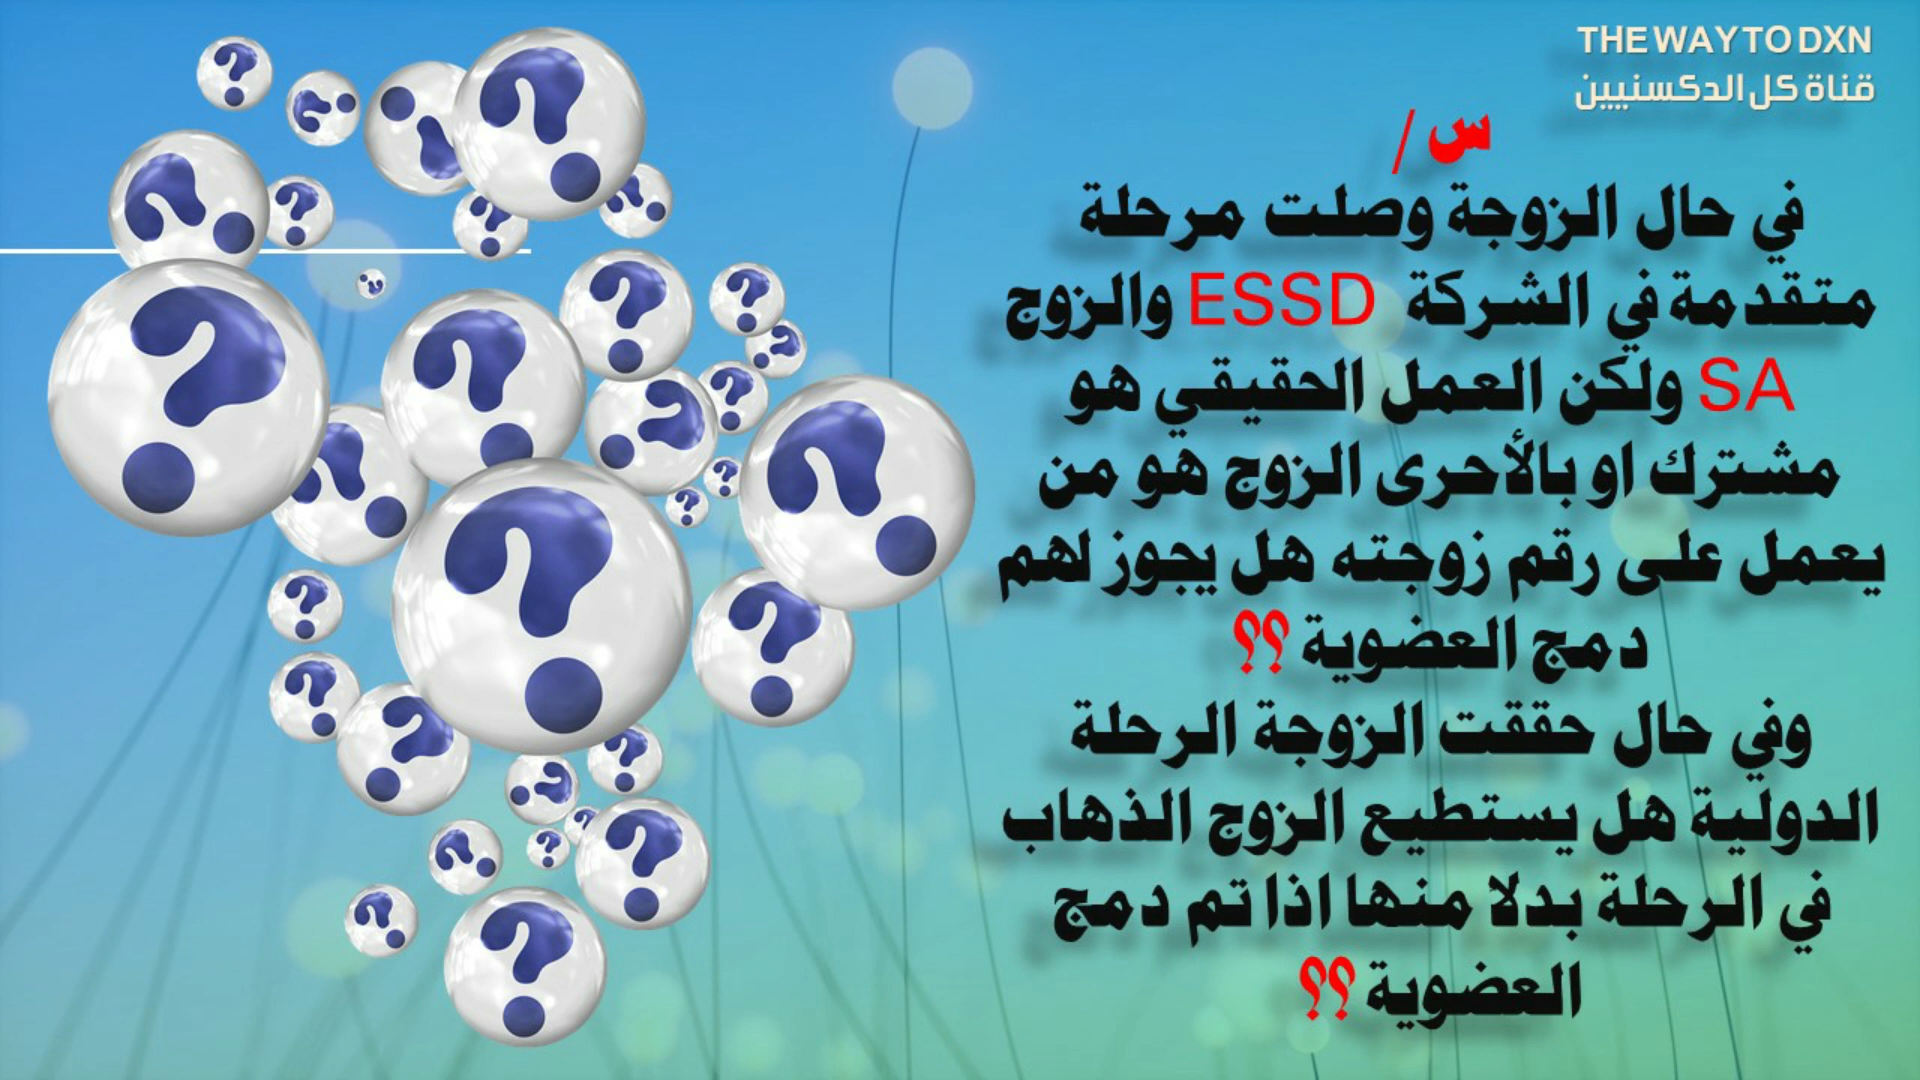 THE WAY TO DXN
قناة كل الدكسنيين
س /
في حال الزوجة وصلت مرحلة
متقدمة في الشركة ESSD والزوج
SA ولكن العمل الحقيقي هو
مشترك او بالأحرى الزوج هو من
يعمل على رقم زوجته هل يجوز لهم
دمج العضوية ؟؟
وفي حال حققت الزوجة الرحلة
الدولية هل يستطيع الزوج الذهاب
في الرحلة بدلا منها اذا تم دمج
العضوية ؟؟